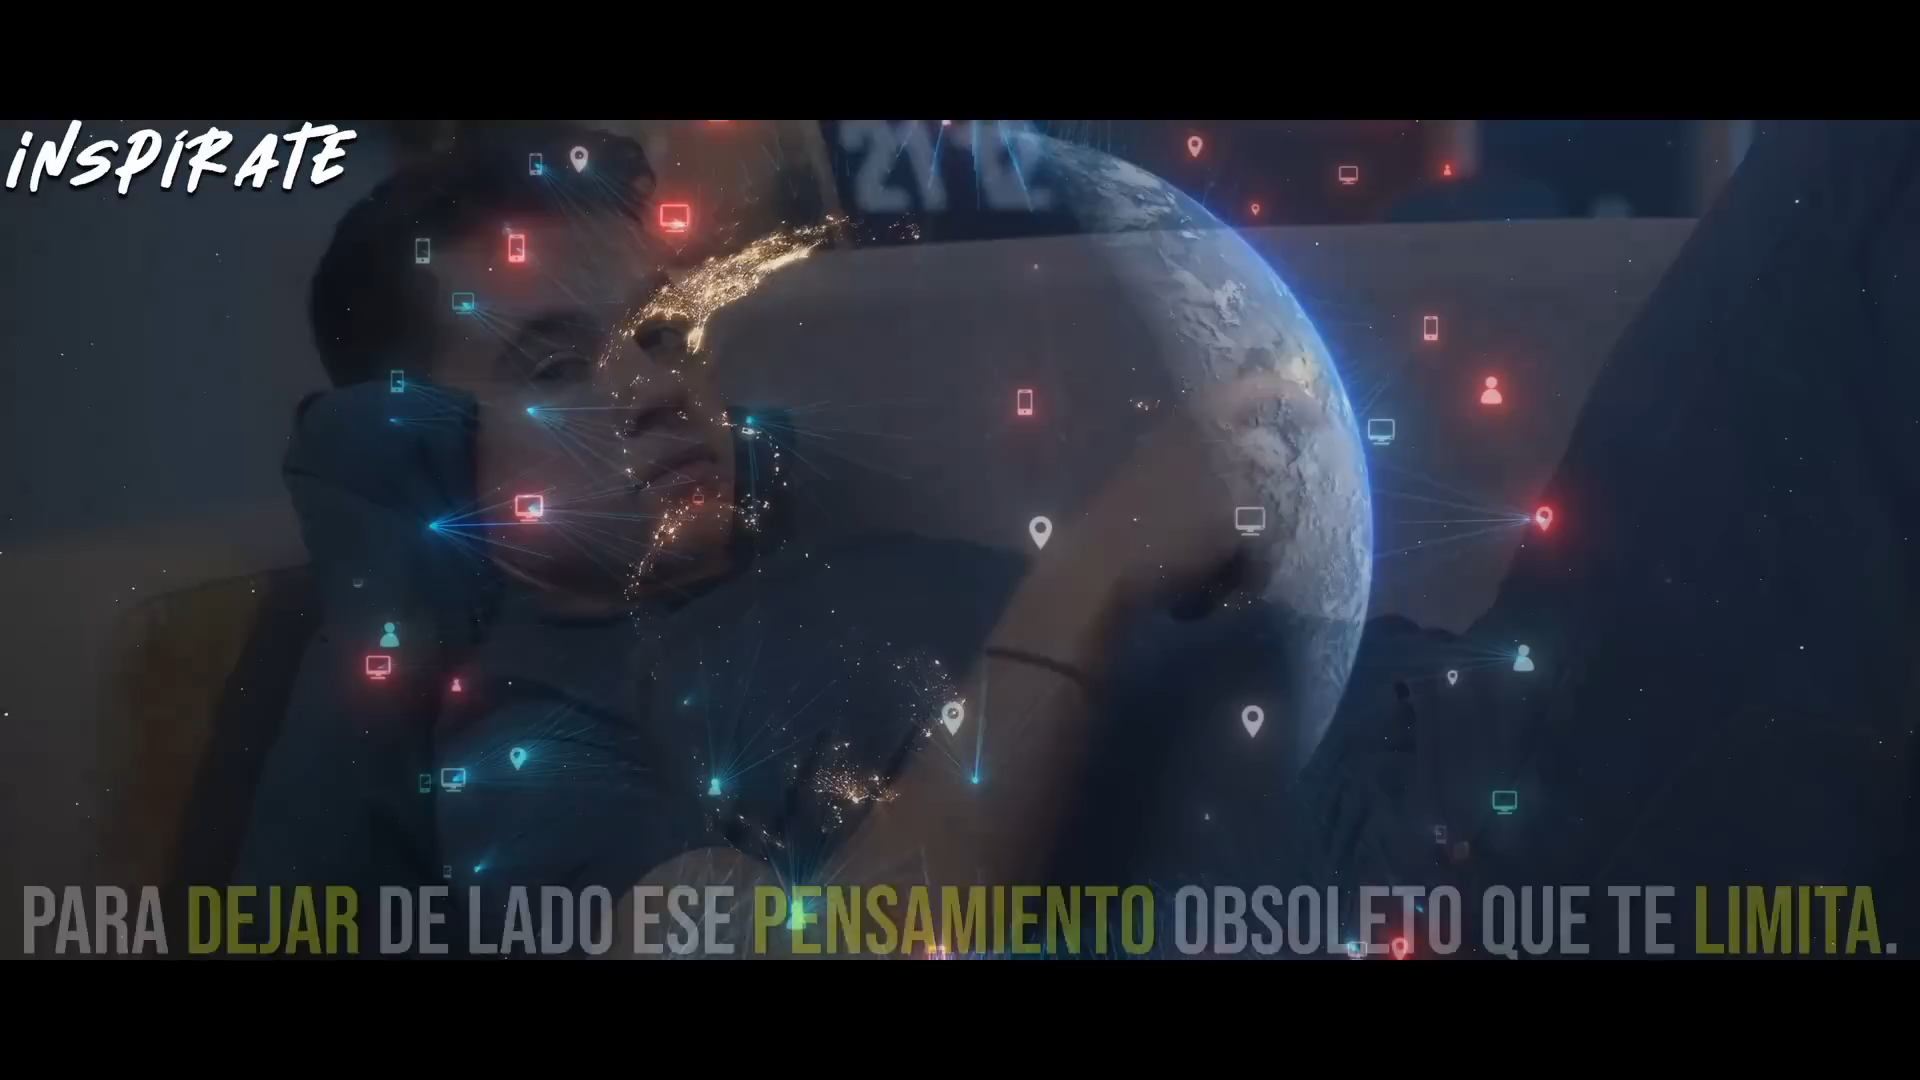 iNSPiRATE
PARA DEJAR DE LADO ESE PENSAMIENTO OBSOLETO QUE TE LIMITA.